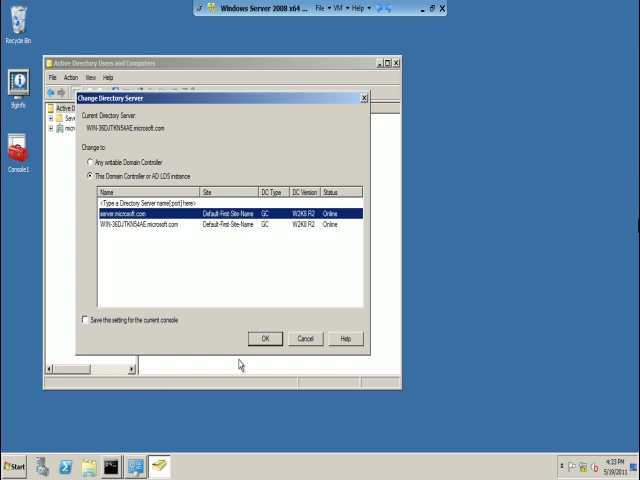 Windows Server 2008 x64 ... File VM Help
Recycle Bin
Active Directory Users and Computers
File Action View Help
Bginfo
Change Directory Server
Active D
Current Directory Server:
WIN-36DJTKN54AE.microsoft.com
Change to:
Any writable Domain Controller
This Domain Controller or AD LDS instance
Name Site DC Type DC Version Status
<Type a Directory Server name[:port] here>
server.microsoft.com Default-First-Site-Name GC W2K8 R2 Online
WIN-36DJTKN54AE.microsoft.com Default-First-Site-Name GC W2K8 R2 Online
Console1
Save this setting for the current console
OK Cancel Help
Start
4:33 PM
5/19/2011